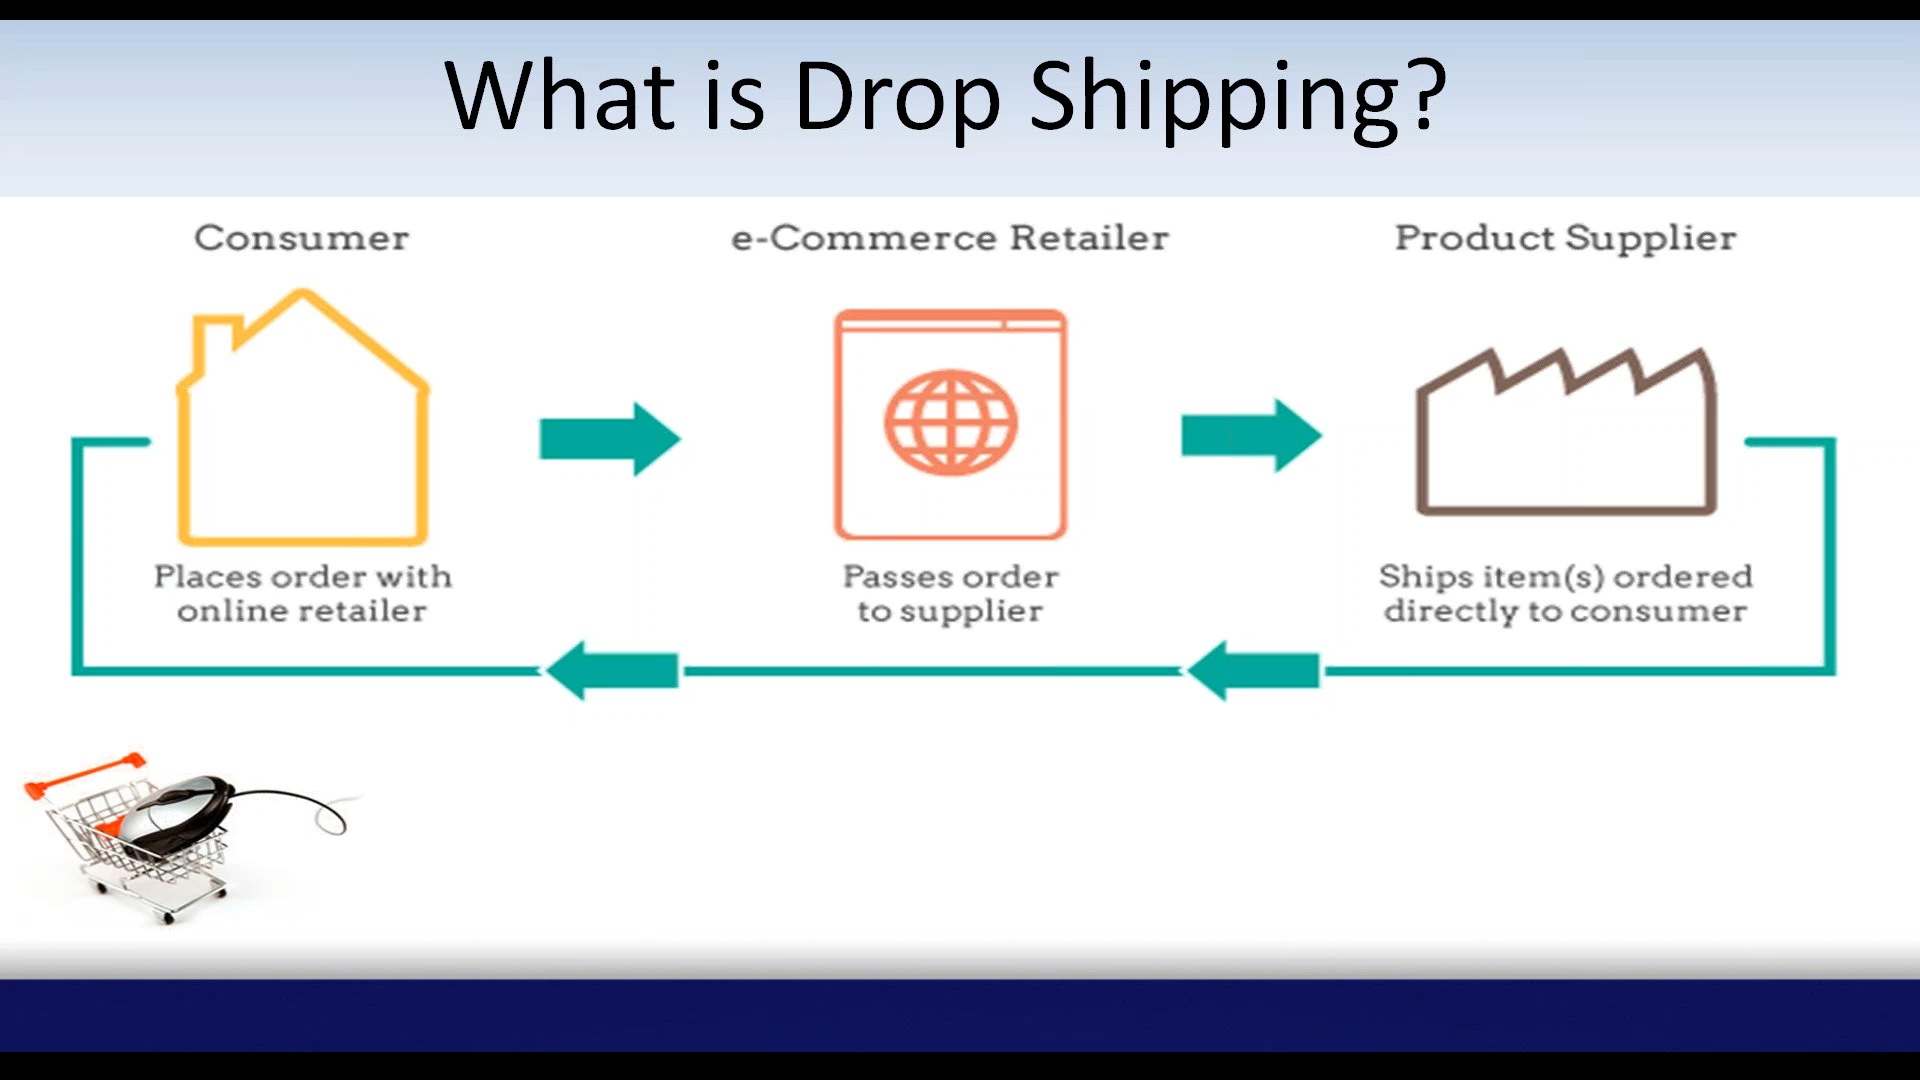 What is Drop Shipping?
Consumer
e-Commerce Retailer
Product Supplier
Places order with
online retailer
Passes order
to supplier
Ships item(s) ordered
directly to consumer